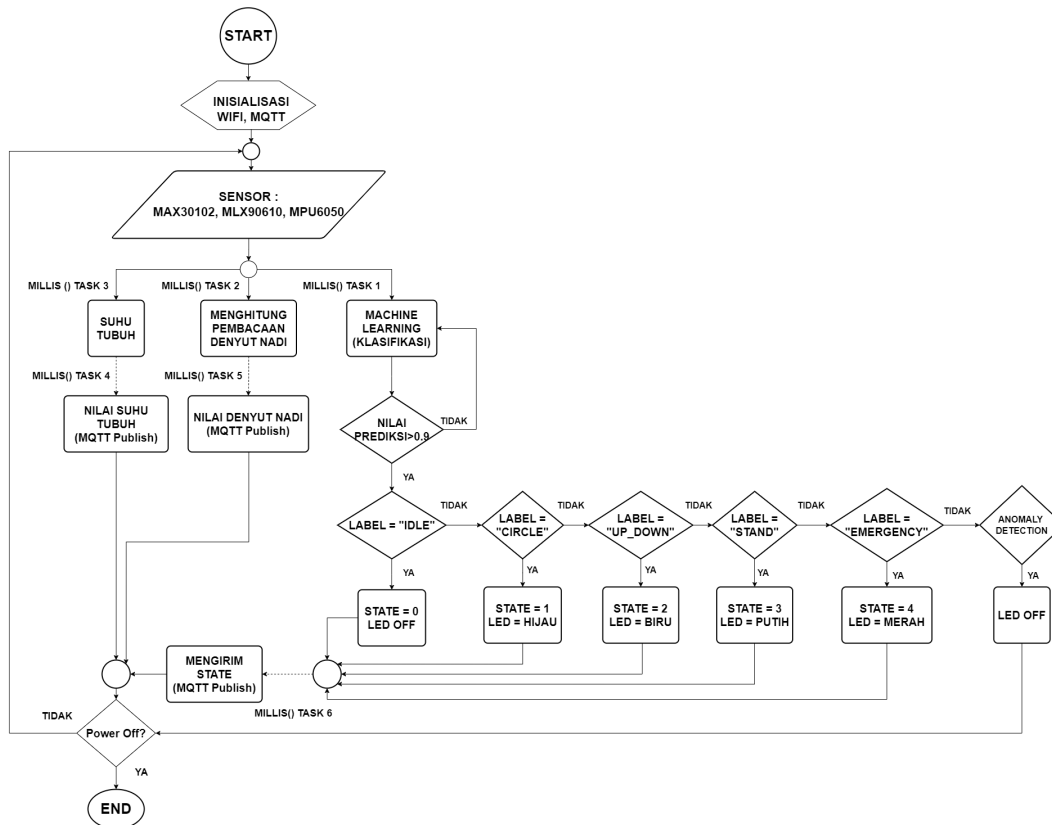 START
INISIALISASI
WIFI, MQTT
SENSOR :
MAX30102, MLX90610, MPU6050
MILLIS () TASK 3
MILLIS() TASK 2
MILLIS() TASK 1
SUHU
TUBUH
MENGHITUNG
PEMBACAAN
DENYUT NADI
MACHINE
LEARNING
(KLASIFIKASI)
MILLIS() TASK 4
MILLIS() TASK 5
NILAI SUHU
TUBUH
(MQTT Publish)
NILAI DENYUT NADI
(MQTT Publish)
NILAI
PREDIKSI>0.9
TIDAK
YA
LABEL = "IDLE"
TIDAK
LABEL =
"CIRCLE"
TIDAK
LABEL =
"UP_DOWN"
TIDAK
LABEL =
"STAND"
TIDAK
LABEL =
"EMERGENCY"
TIDAK
ANOMALY
DETECTION
YA
YA
YA
YA
YA
YA
STATE = 0
LED OFF
STATE = 1
LED = HIJAU
STATE = 2
LED = BIRU
STATE = 3
LED = PUTIH
STATE = 4
LED = MERAH
LED OFF
MENGIRIM
STATE
(MQTT Publish)
MILLIS() TASK 6
TIDAK
Power Off?
YA
END